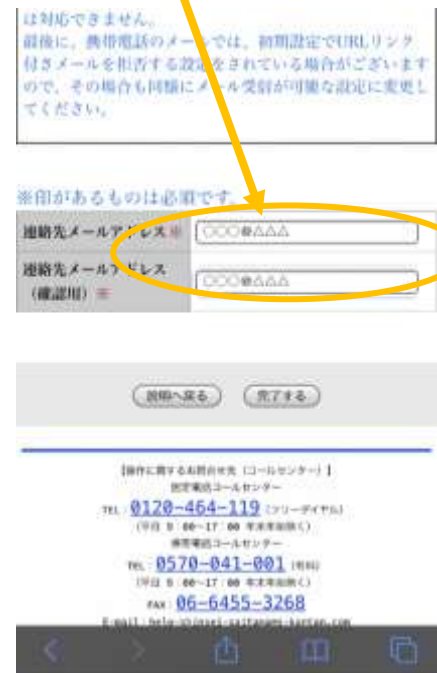 は対応できません。
最後に、携帯電話のメールでは、初期設定でURLリンク
付きメールを拒否する設定をされている場合がございます
ので、その場合も同様にメール受信が可能な設定に変更し
てください。
※印があるものは必須です。
連絡先メールアドレス※
○○○@△△△
連絡先メールアドレス
（確認用）※
○○○@△△△
説明へ戻る
完了する
【操作に関するお問合せ先（コールセンター）】
固定電話コールセンター
TEL：0120-464-119（フリーダイヤル）
（平日 9：00～17：00 年末年始除く）
携帯電話コールセンター
TEL：0570-041-001（有料）
（平日 9：00～17：00 年末年始除く）
FAX：06-6455-3268